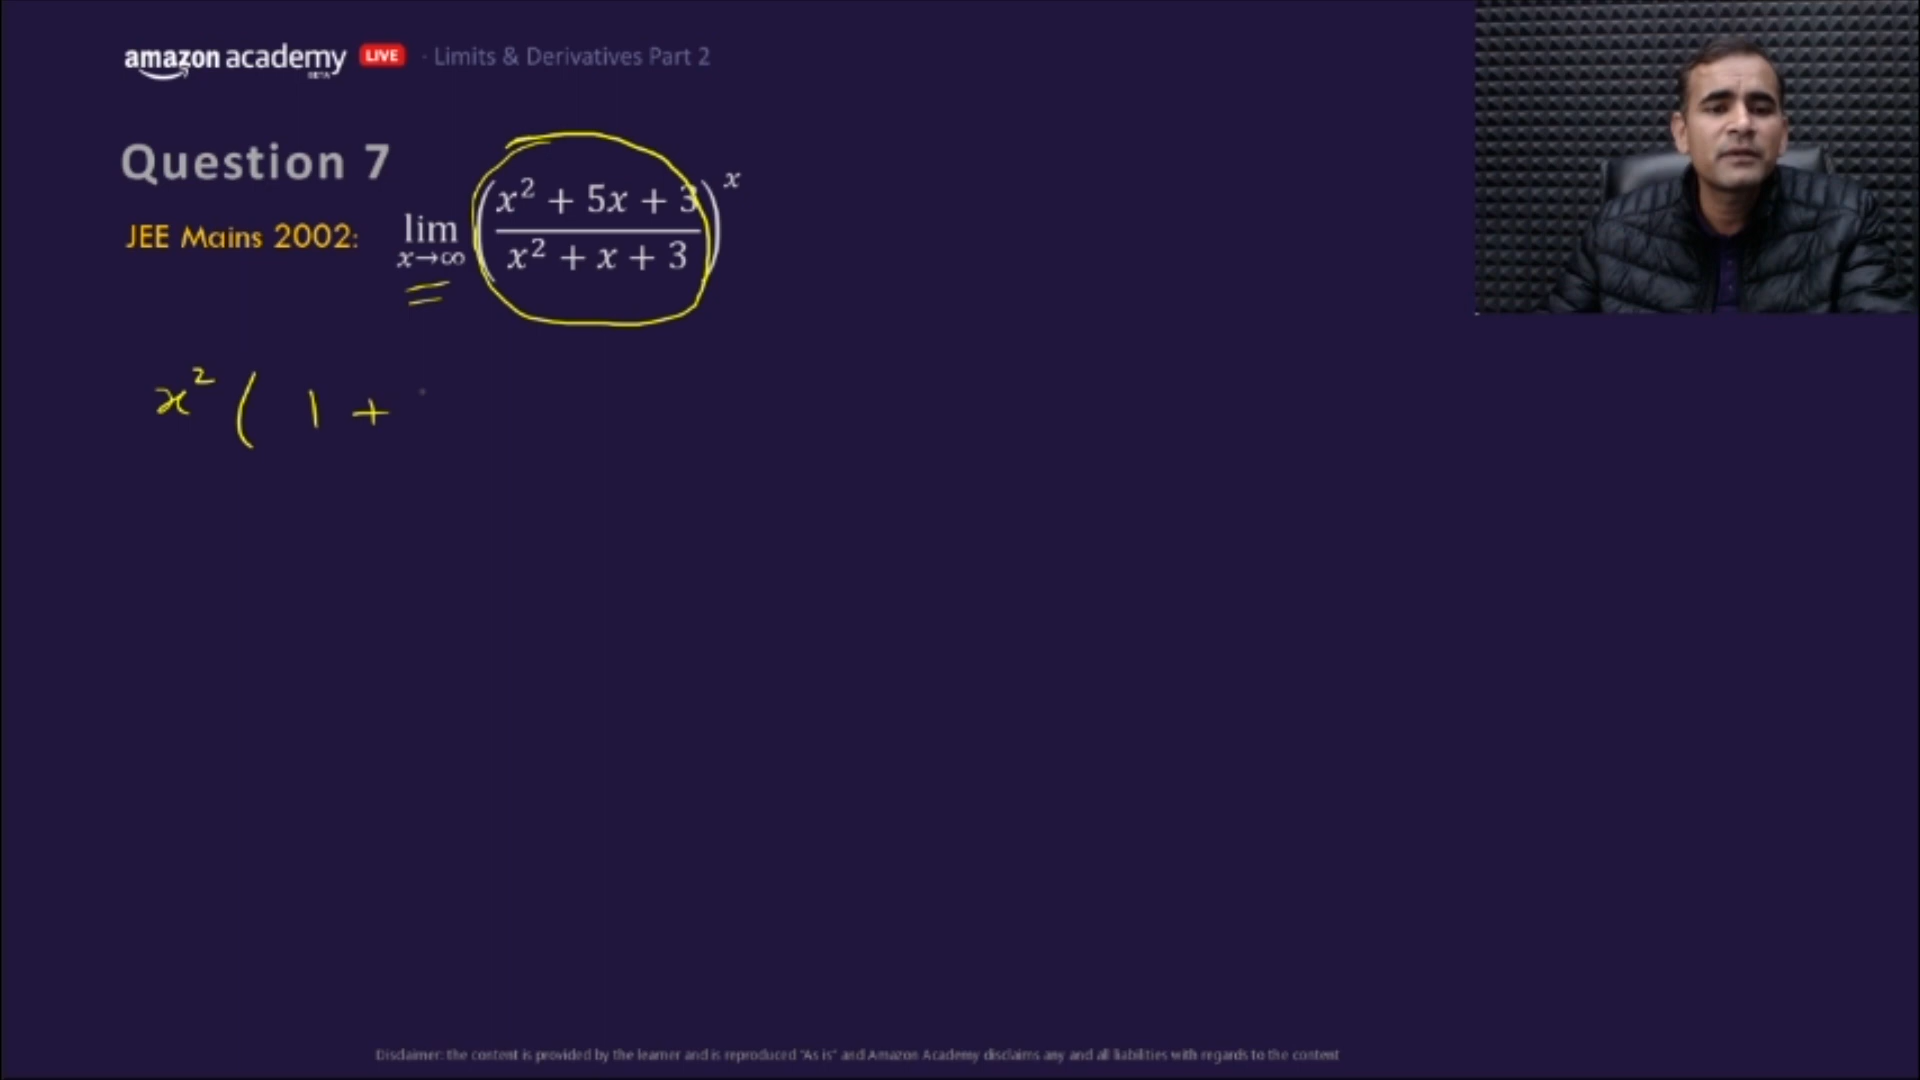 amazon academy LIVE · Limits & Derivatives Part 2
BETA
Question 7
JEE Mains 2002: lim x→∞ ((x² + 5x + 3)/(x² + x + 3))^x
x² ( 1 +
Disclaimer: the content is provided by the learner and is reproduced "As is" and Amazon Academy disclaims any and all liabilities with regards to the content